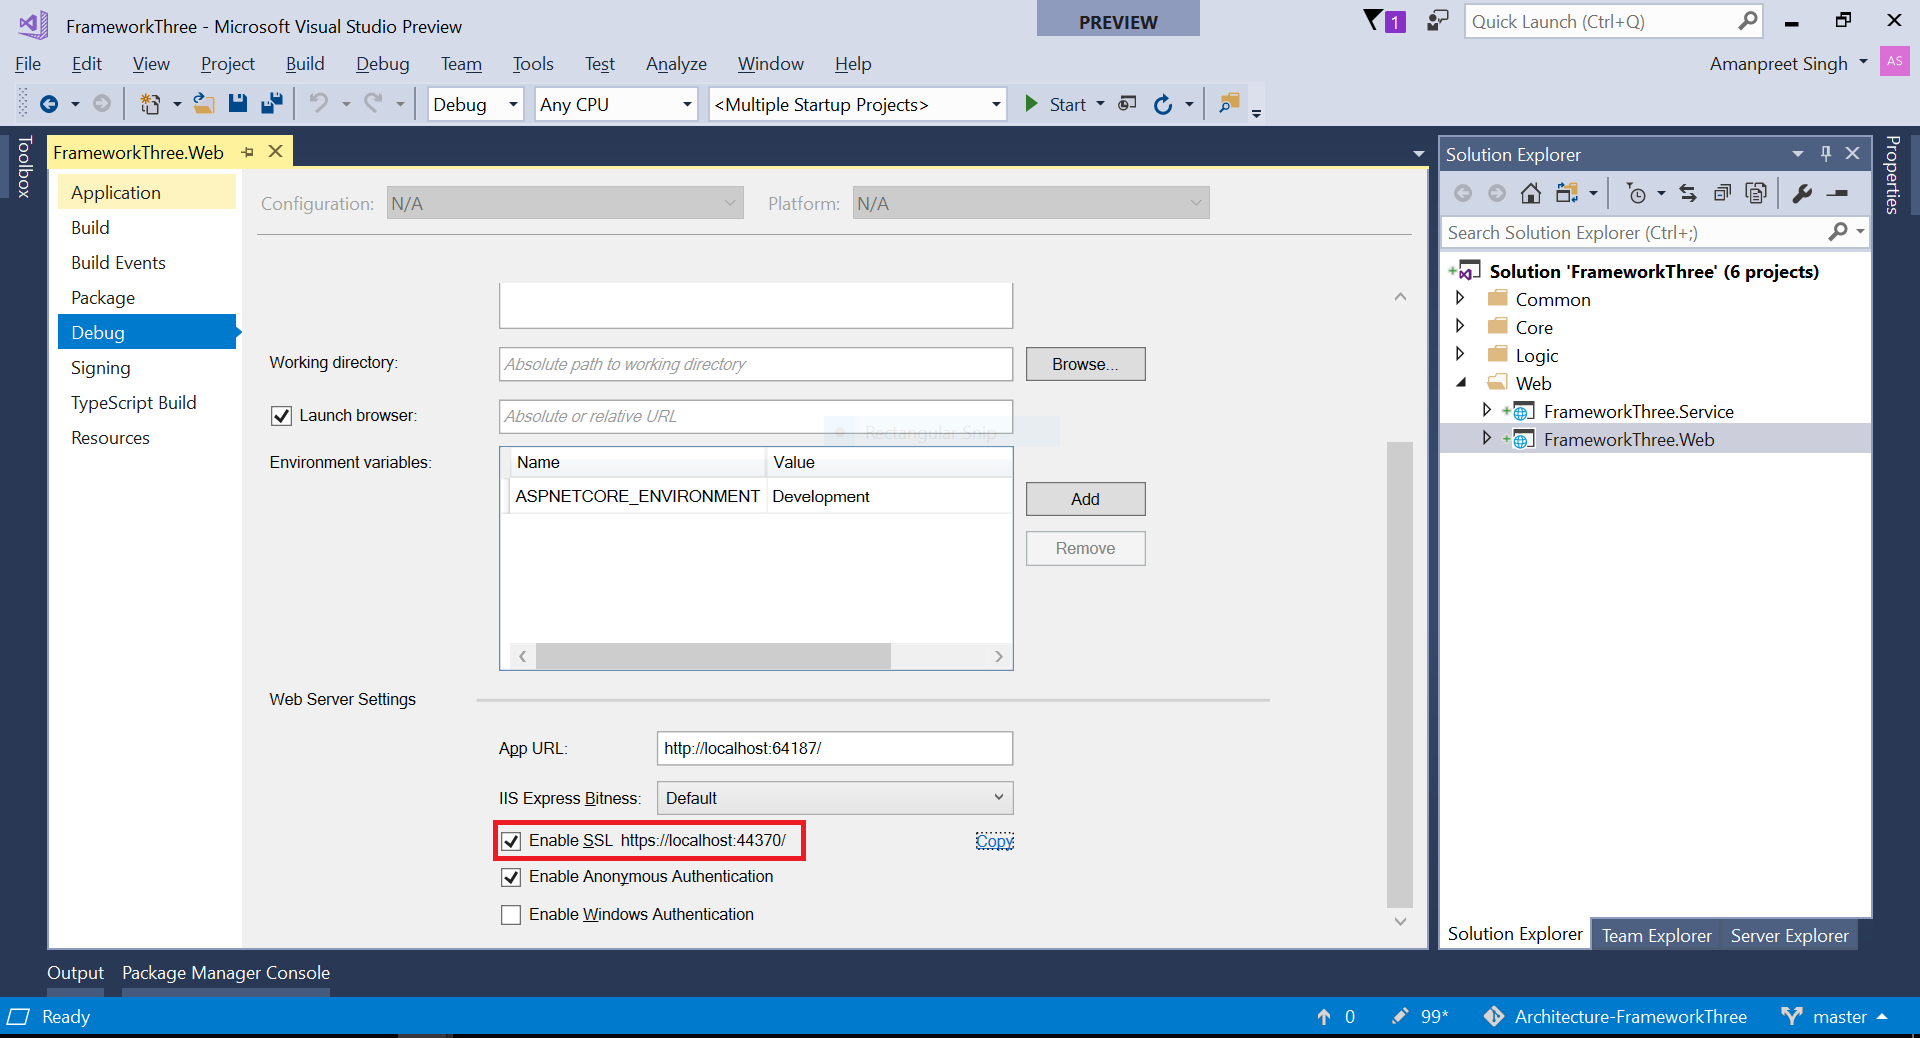 FrameworkThree - Microsoft Visual Studio Preview
PREVIEW
1
Quick Launch (Ctrl+Q)
File Edit View Project Build Debug Team Tools Test Analyze Window Help
Amanpreet Singh
AS
Debug
Any CPU
<Multiple Startup Projects>
Start
Toolbox
FrameworkThree.Web
Application
Build
Build Events
Package
Debug
Signing
TypeScript Build
Resources
Configuration: N/A
Platform: N/A
Working directory: Absolute path to working directory Browse...
Launch browser: Absolute or relative URL
Rectangular Snip
Environment variables:
Name Value
ASPNETCORE_ENVIRONMENT Development
Add
Remove
Web Server Settings
App URL: http://localhost:64187/
IIS Express Bitness: Default
Enable SSL https://localhost:44370/ Copy
Enable Anonymous Authentication
Enable Windows Authentication
Solution Explorer
Search Solution Explorer (Ctrl+;)
Solution 'FrameworkThree' (6 projects)
Common
Core
Logic
Web
FrameworkThree.Service
FrameworkThree.Web
Solution Explorer Team Explorer Server Explorer
Properties
Output Package Manager Console
Ready
0
99*
Architecture-FrameworkThree
master